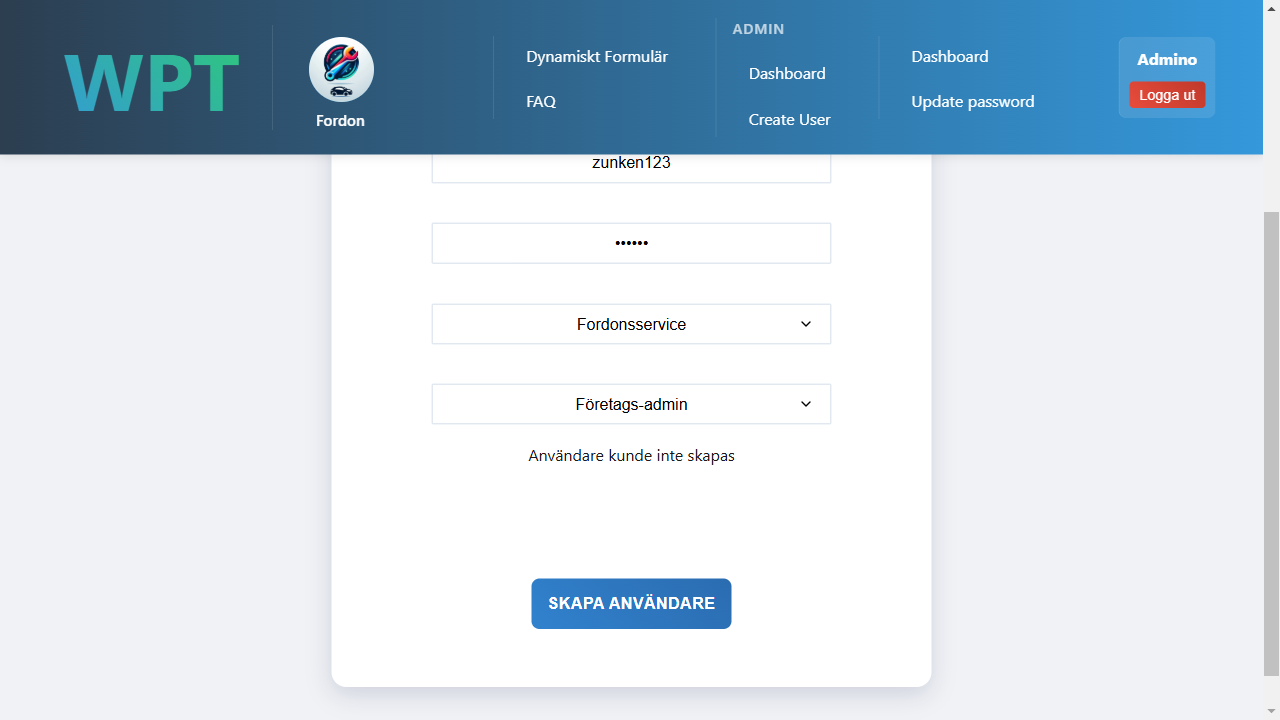 WPT
Fordon
Dynamiskt Formulär
FAQ
ADMIN
Dashboard
Create User
Dashboard
Update password
Admino
Logga ut
zunken123
••••••
Fordonsservice
Företags-admin
Användare kunde inte skapas
SKAPA ANVÄNDARE